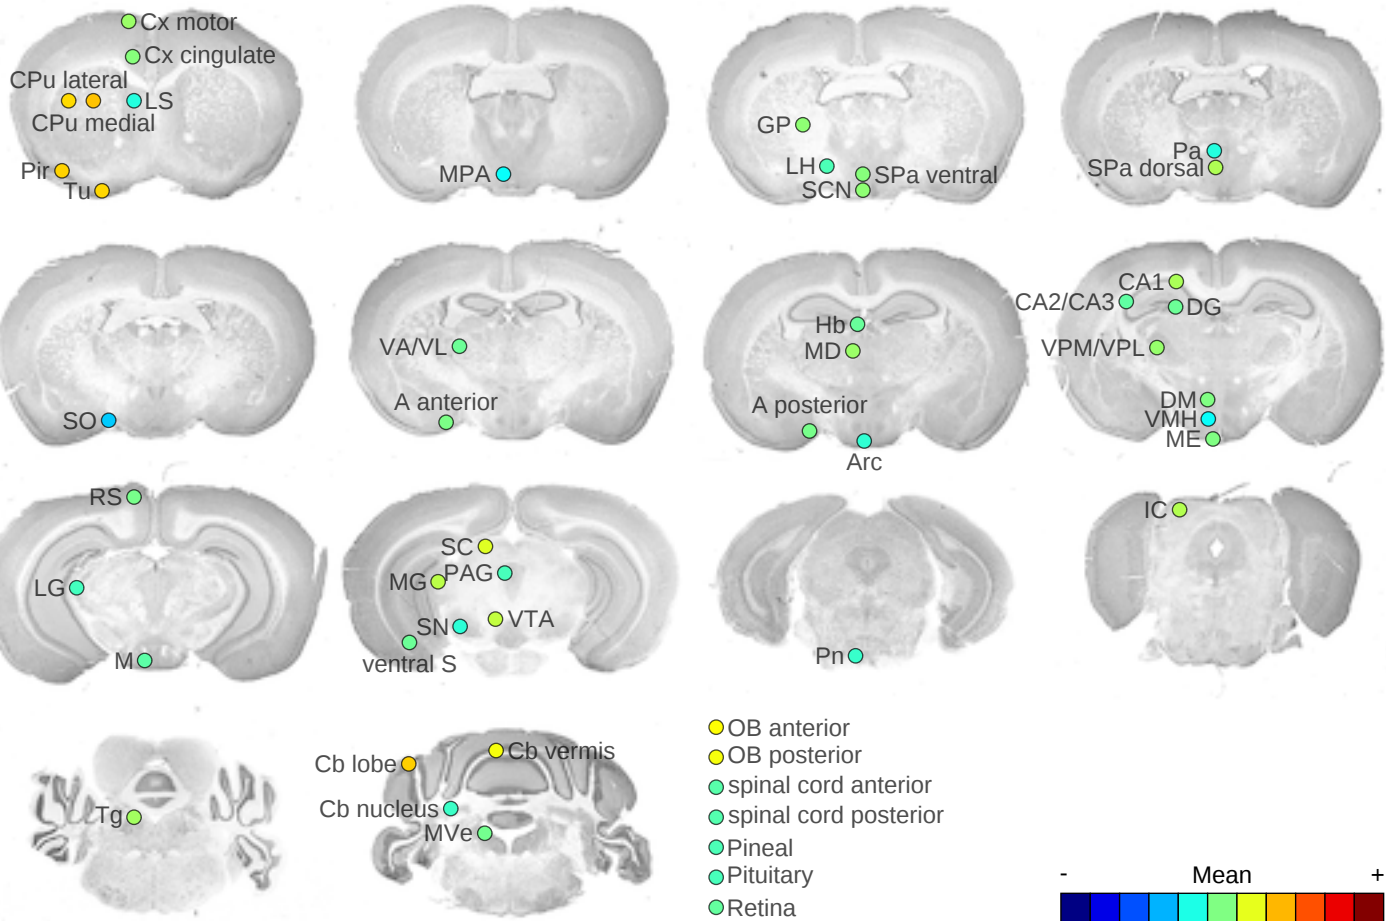 Cx motor
Cx cingulate
CPu lateral
LS
CPu medial
Pir
Tu
MPA
GP
LH
SPa ventral
SCN
Pa
SPa dorsal
SO
VA/VL
A anterior
Hb
MD
A posterior
Arc
CA1
CA2/CA3
DG
VPM/VPL
DM
VMH
ME
RS
LG
M
SC
PAG
MG
VTA
SN
ventral S
Pn
IC
Tg
Cb lobe
Cb vermis
Cb nucleus
MVe
OB anterior
OB posterior
spinal cord anterior
spinal cord posterior
Pineal
Pituitary
Retina
- Mean +